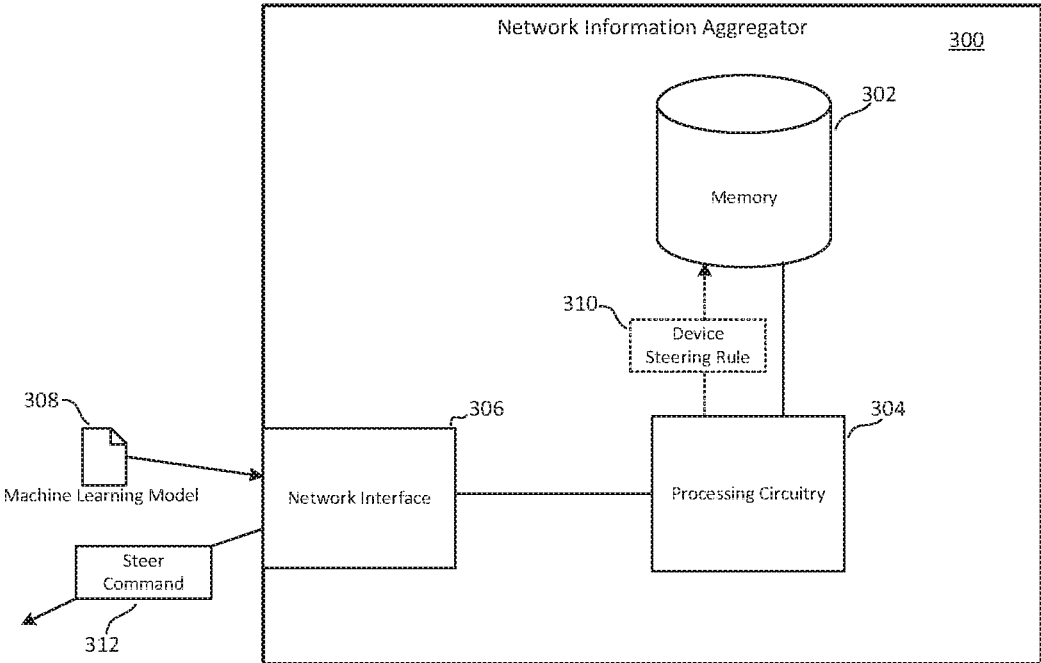 Network Information Aggregator
300
302
Memory
310
Device
Steering Rule
308
306
304
Machine Learning Model
Network Interface
Processing Circuitry
Steer
Command
312